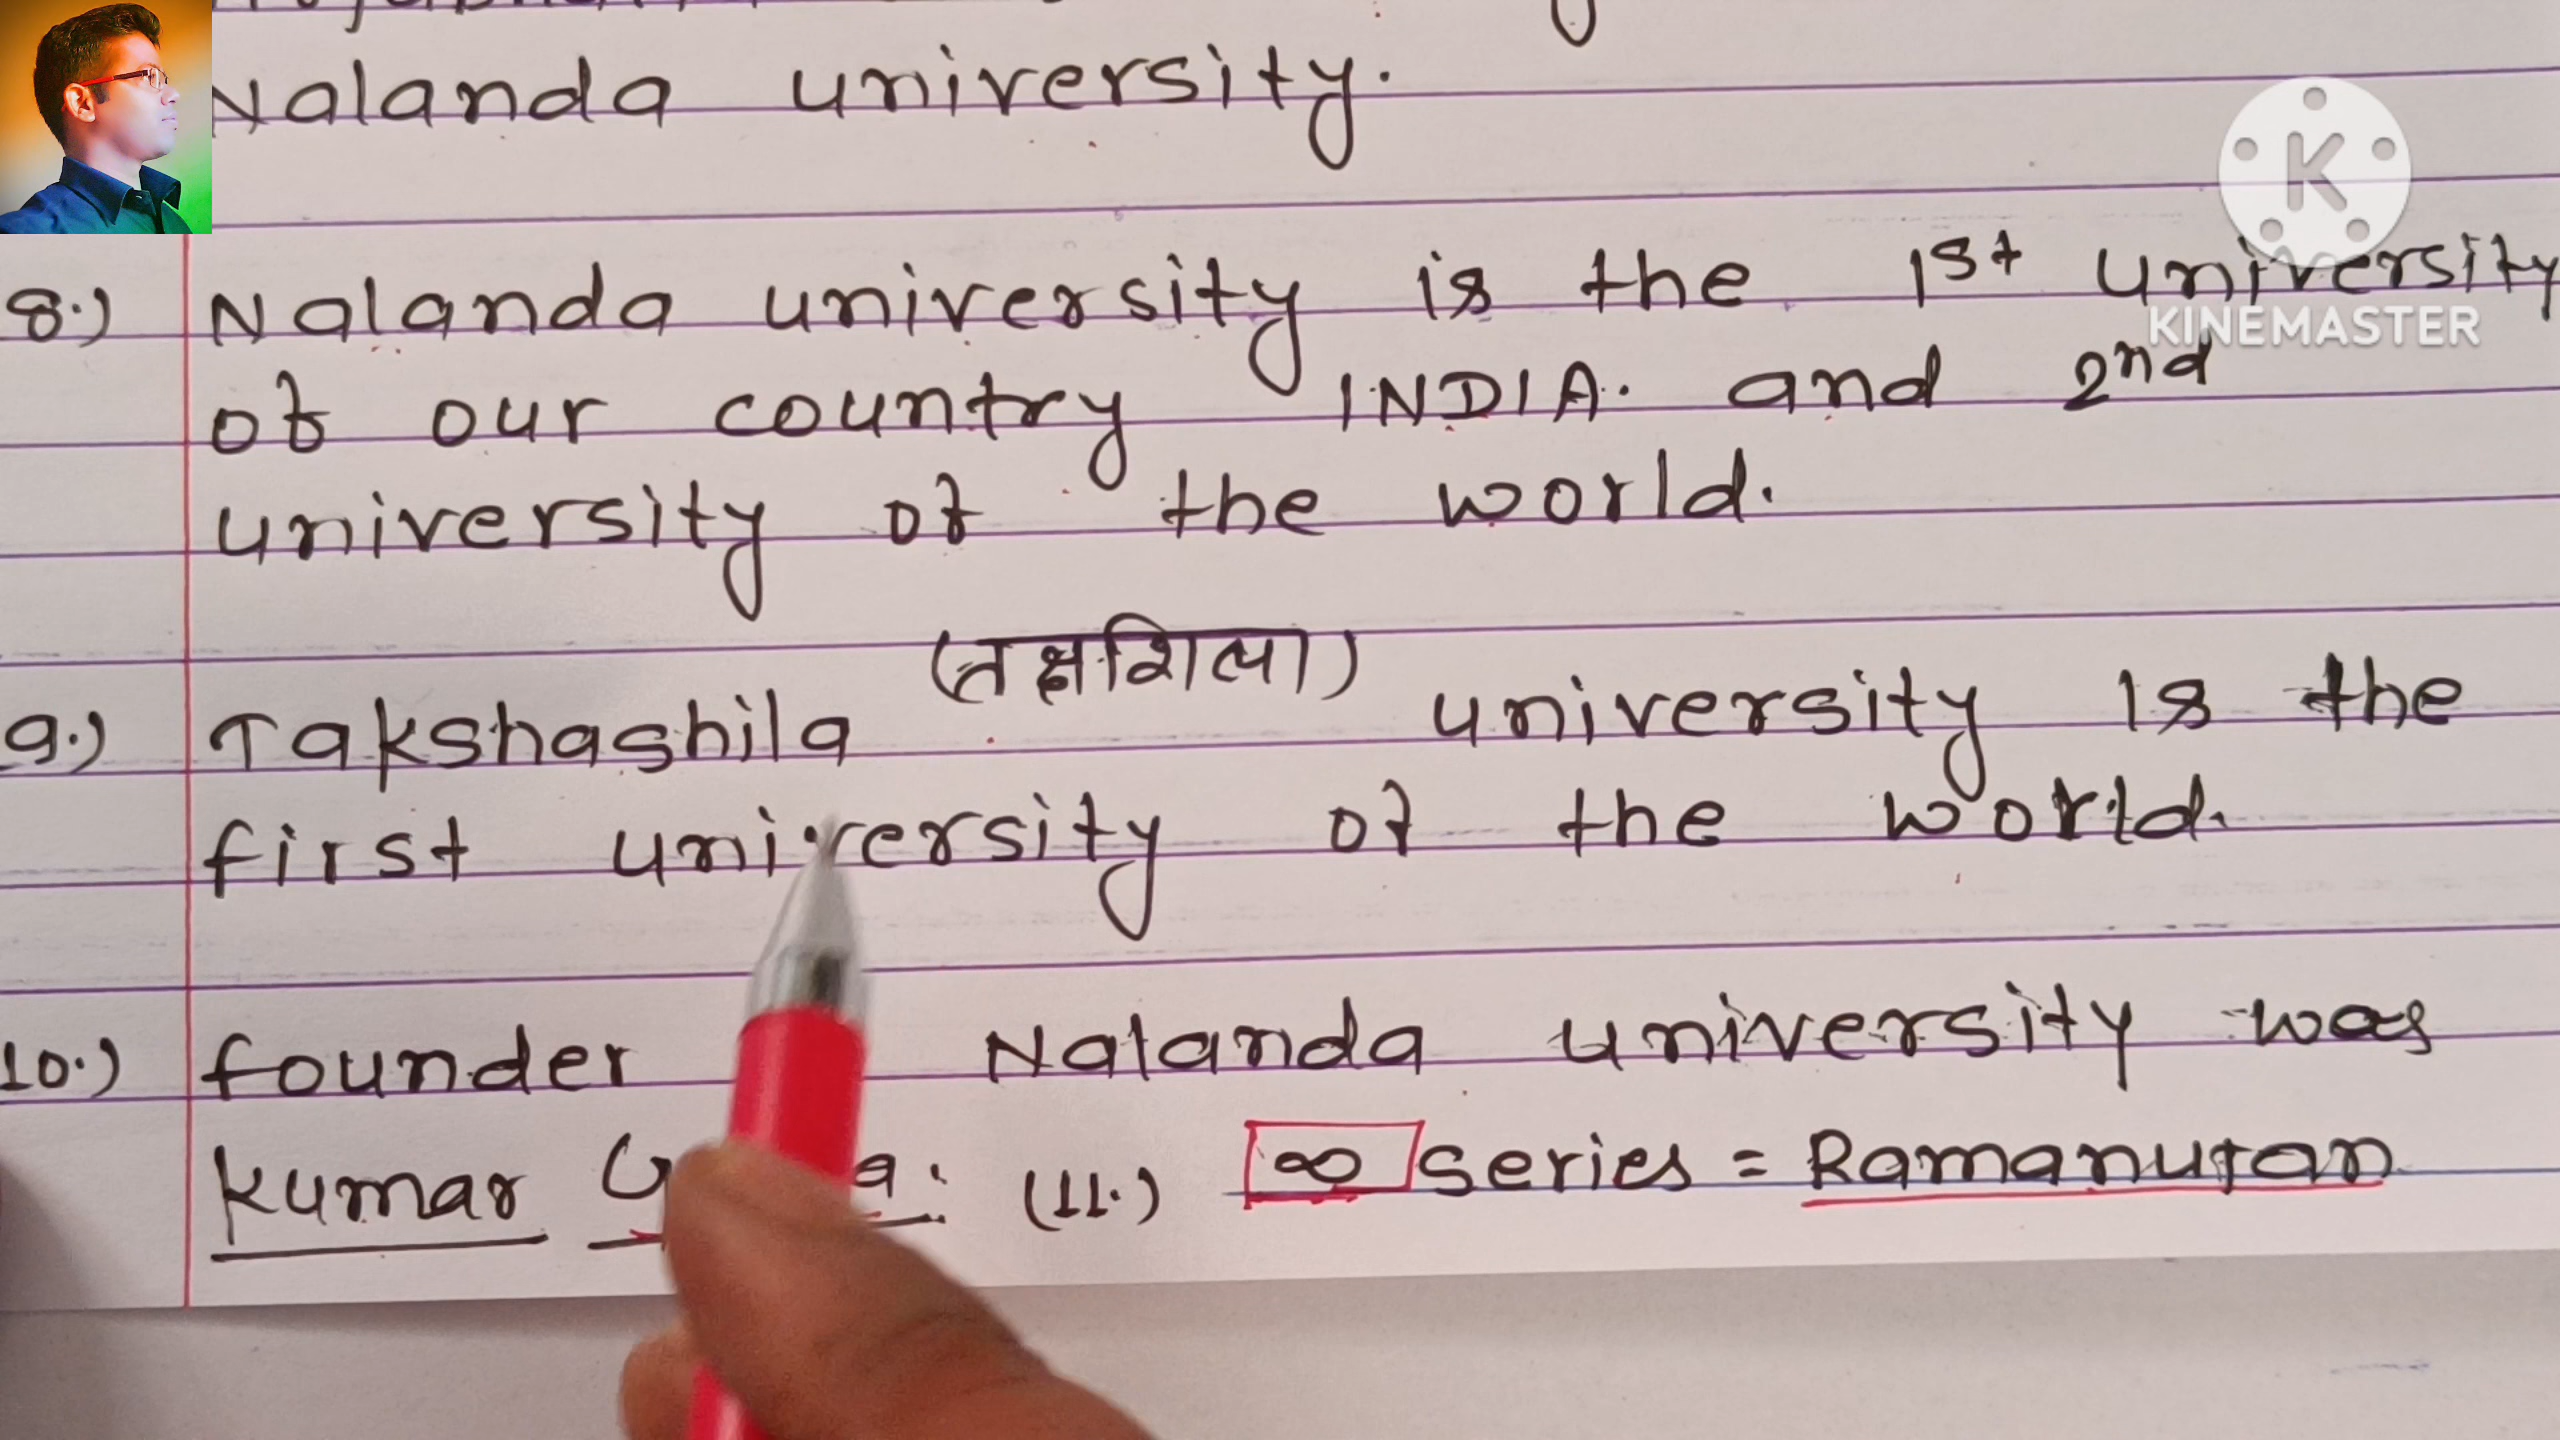 Nalanda university.
8.) Nalanda university is the 1st university
of our country INDIA. and 2nd
university of the world.
(तक्षशिला)
9.) Takshashila university is the
first university of the world.
10.) founder Nalanda university was
Kumar (11.) ∞ series = Ramanujan
KINEMASTER